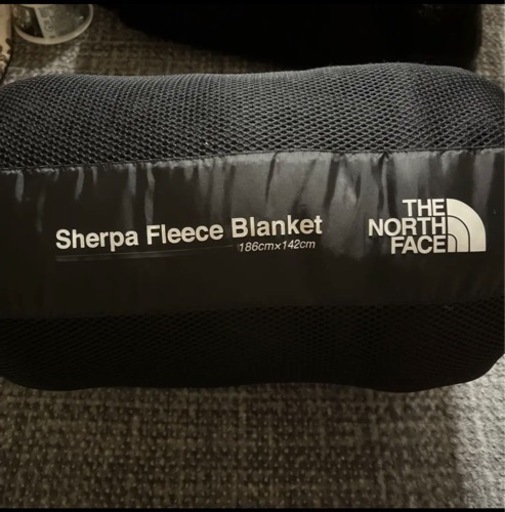 Sherpa Fleece Blanket
186cm×142cm
THE
NORTH
FACE